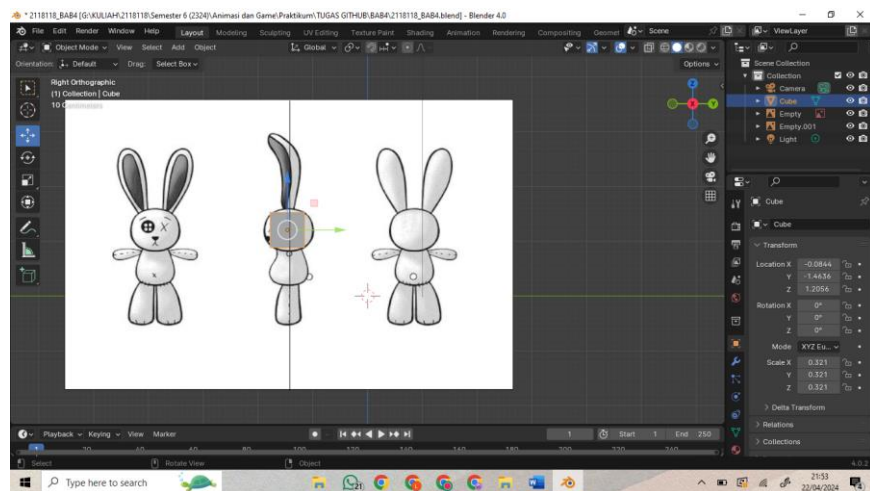 * 2118118_BAB4 [G:\KULIAH\2118118\Semester 6 (2324)\Animasi dan Game\Praktikum\TUGAS GITHUB\BAB4\2118118_BAB4.blend] - Blender 4.0
File Edit Render Window Help Layout Modeling Sculpting UV Editing Texture Paint Shading Animation Rendering Compositing Geomet Scene ViewLayer
Object Mode View Select Add Object Global
Orientation: Default Drag: Select Box Options
Right Orthographic
(1) Collection | Cube
10 Centimeters
X
Scene Collection
Collection
Camera
Cube
Empty
Empty.001
Light
Cube
Cube
Transform
Location X -0.0844
Y -1.4636
Z 1.2056
Rotation X 0°
Y 0°
Z 0°
Mode XYZ Eu...
Scale X 0.321
Y 0.321
Z 0.321
Delta Transform
Relations
Collections
Playback Keying View Marker 1 Start 1 End 250
Select Rotate View Object 4.0.2
Type here to search
21:53
22/04/2024